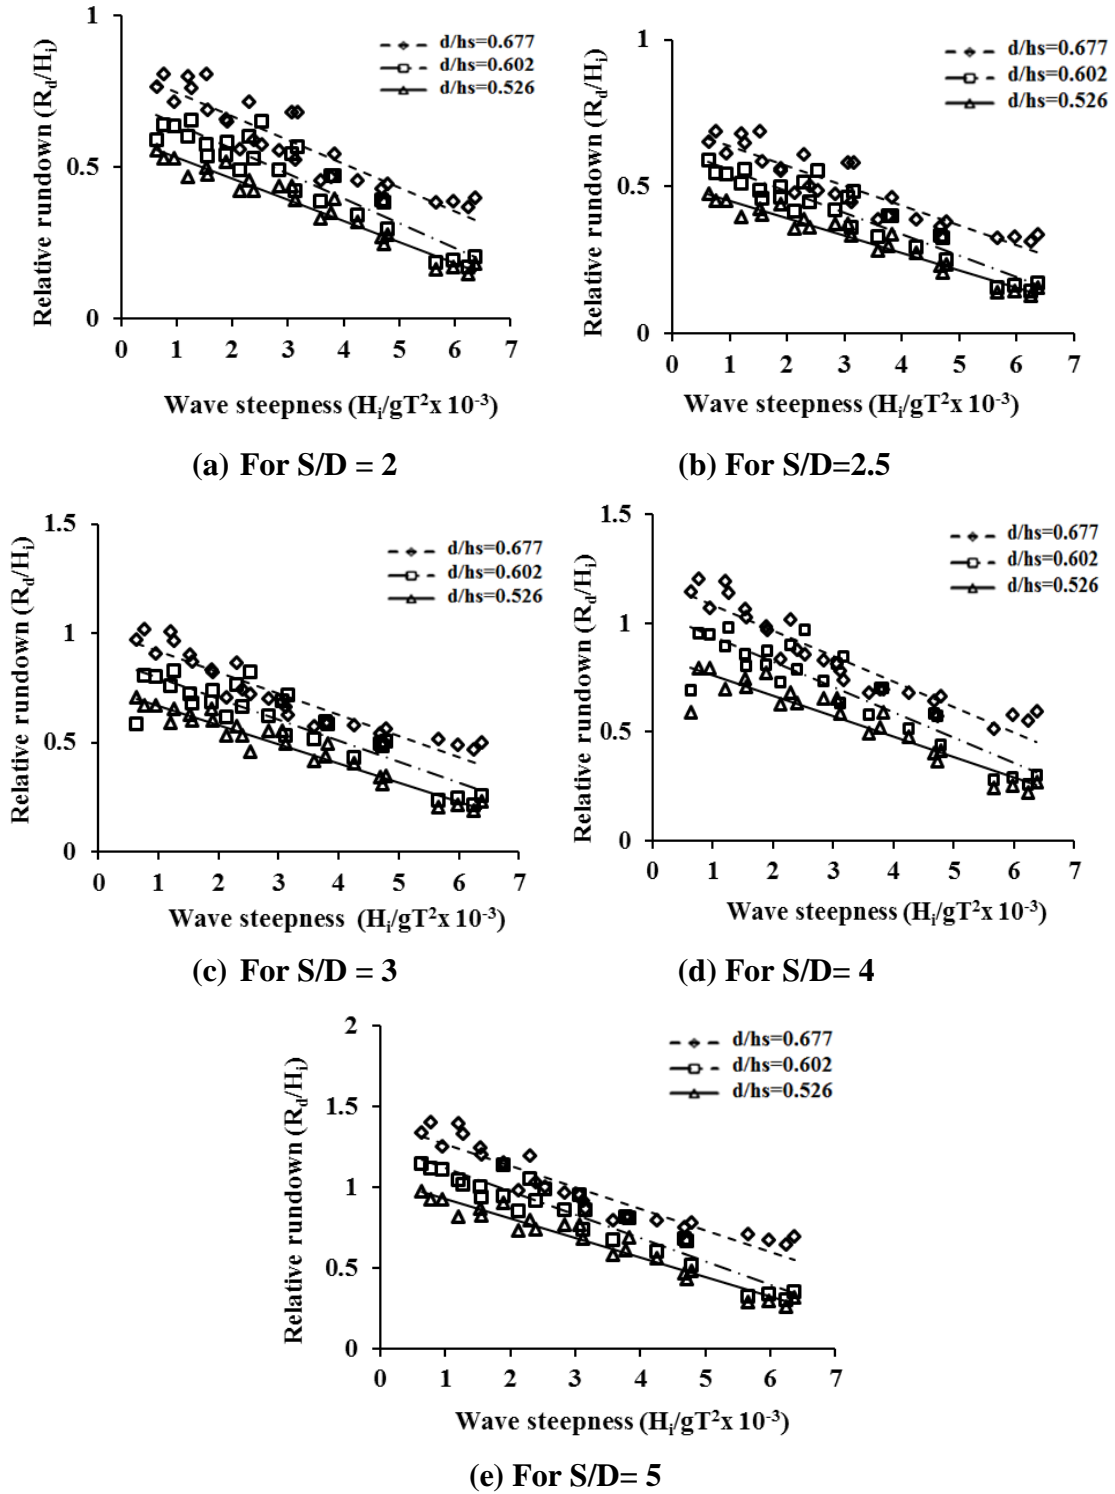 1
0.5
0
0 1 2 3 4 5 6 7
Relative rundown (Rd/Hi)
d/hs=0.677
d/hs=0.602
d/hs=0.526
Wave steepness (Hi/gT²x 10⁻³)
(a) For S/D = 2
1
0.5
0
0 1 2 3 4 5 6 7
Relative rundown (Rd/Hi)
d/hs=0.677
d/hs=0.602
d/hs=0.526
Wave steepness (Hi/gT²x 10⁻³)
(b) For S/D=2.5
1.5
1
0.5
0
0 1 2 3 4 5 6 7
Relative rundown (Rd/Hi)
d/hs=0.677
d/hs=0.602
d/hs=0.526
Wave steepness (Hi/gT²x 10⁻³)
(c) For S/D = 3
1.5
1
0.5
0
0 1 2 3 4 5 6 7
Relative rundown (Rd/Hi)
d/hs=0.677
d/hs=0.602
d/hs=0.526
Wave steepness (Hi/gT²x 10⁻³)
(d) For S/D= 4
2
1.5
1
0.5
0
0 1 2 3 4 5 6 7
Relative rundown (Rd/Hi)
d/hs=0.677
d/hs=0.602
d/hs=0.526
Wave steepness (Hi/gT²x 10⁻³)
(e) For S/D= 5